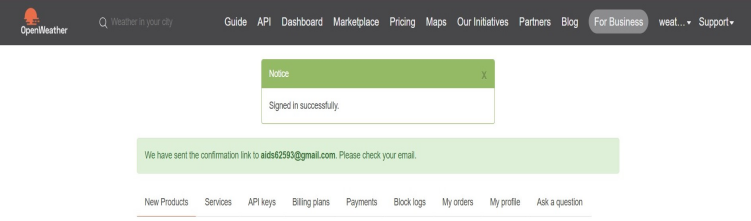 OpenWeather Weather in your city Guide API Dashboard Marketplace Pricing Maps Our Initiatives Partners Blog For Business weat... Support
Notice X
Signed in successfully.
We have sent the confirmation link to aids62593@gmail.com. Please check your email.
New Products Services API keys Billing plans Payments Block logs My orders My profile Ask a question